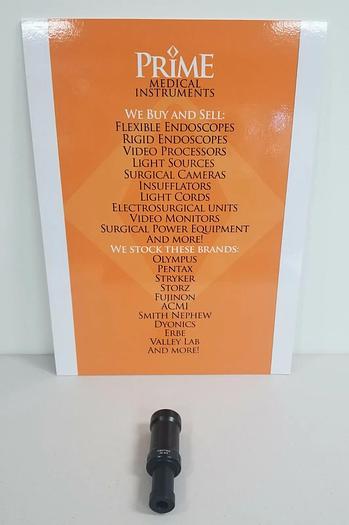 PRIME
MEDICAL
INSTRUMENTS
WE BUY AND SELL:
FLEXIBLE ENDOSCOPES
RIGID ENDOSCOPES
VIDEO PROCESSORS
LIGHT SOURCES
SURGICAL CAMERAS
INSUFFLATORS
LIGHT CORDS
ELECTROSURGICAL UNITS
VIDEO MONITORS
SURGICAL POWER EQUIPMENT
AND MORE!
WE STOCK THESE BRANDS:
OLYMPUS
PENTAX
STRYKER
STORZ
FUJINON
ACMI
SMITH NEPHEW
DYONICS
ERBE
VALLEY LAB
AND MORE!